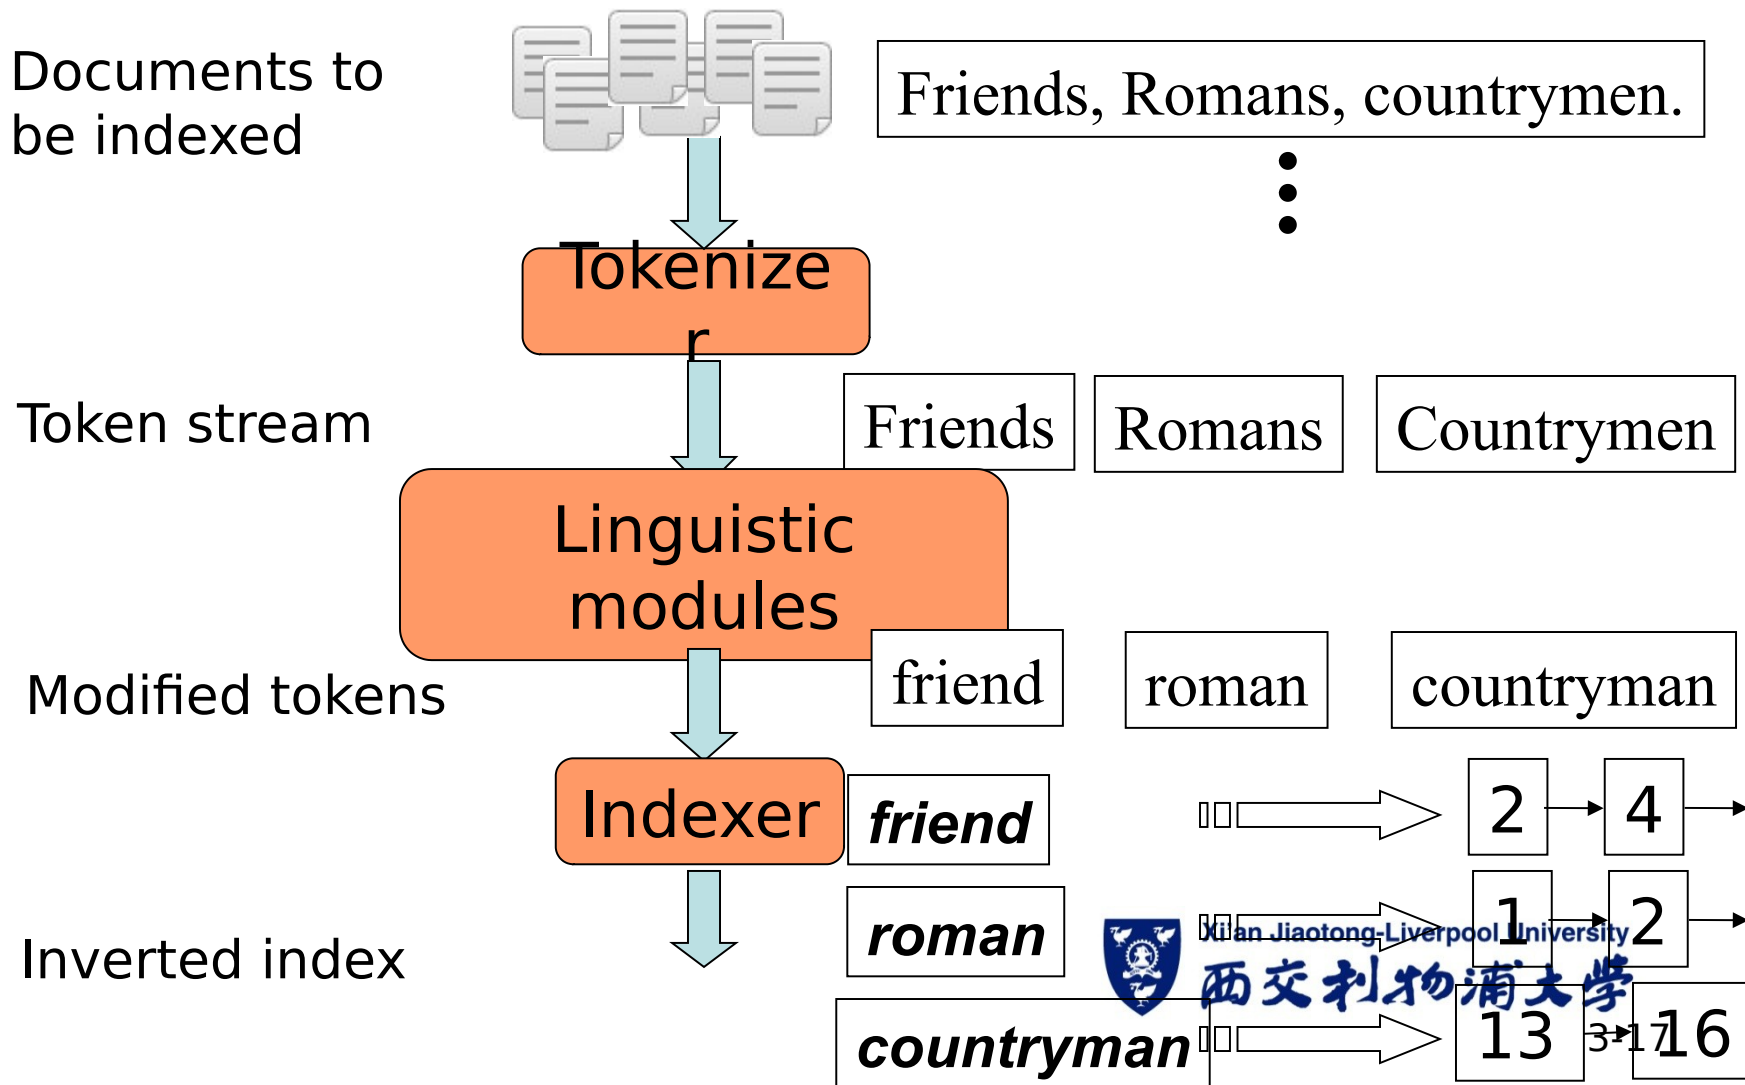 Documents to
be indexed
Friends, Romans, countrymen.
Tokenize
r
Token stream
Friends
Romans
Countrymen
Linguistic
modules
Modified tokens
friend
roman
countryman
Indexer
friend
2
4
roman
1
2
Xi'an Jiaotong-Liverpool University
西交利物浦大學
Inverted index
countryman
13
16
3-17